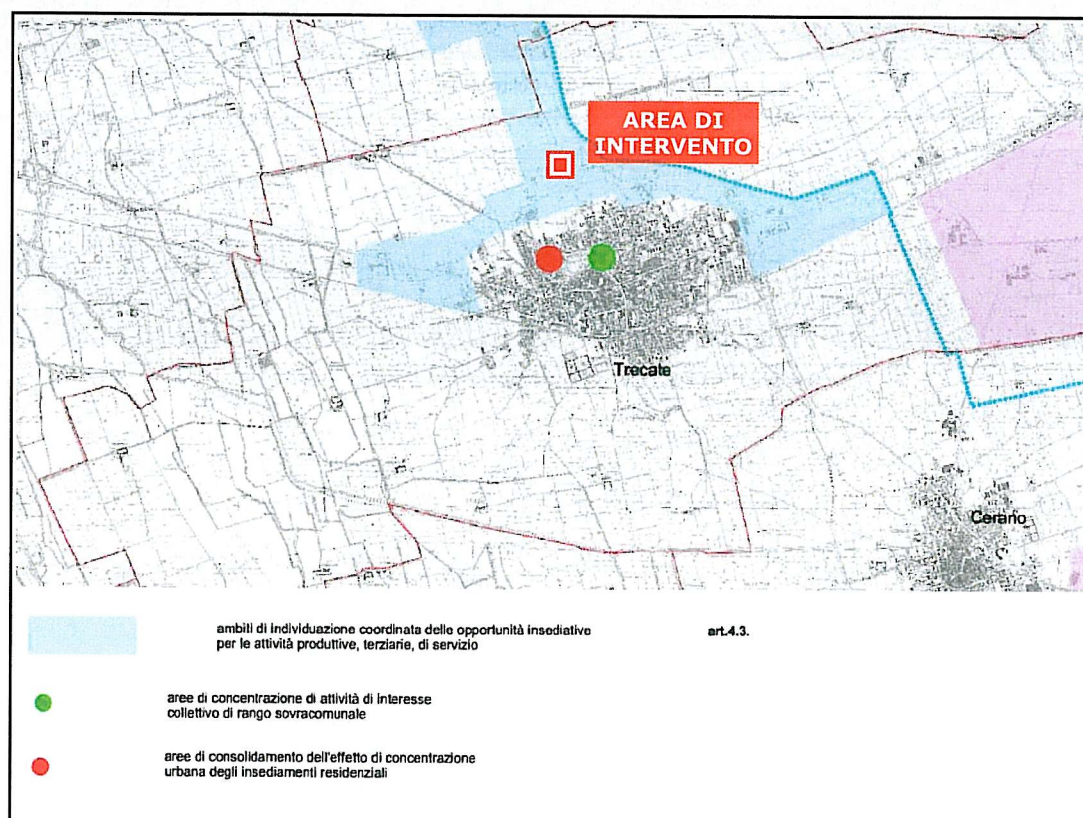 AREA DI
INTERVENTO
Trecate
Cerano
ambiti di individuazione coordinata delle opportunità insediative
per le attività produttive, terziarie, di servizio
art.4.3.
aree di concentrazione di attività di interesse
collettivo di rango sovracomunale
aree di consolidamento dell'effetto di concentrazione
urbana degli insediamenti residenziali